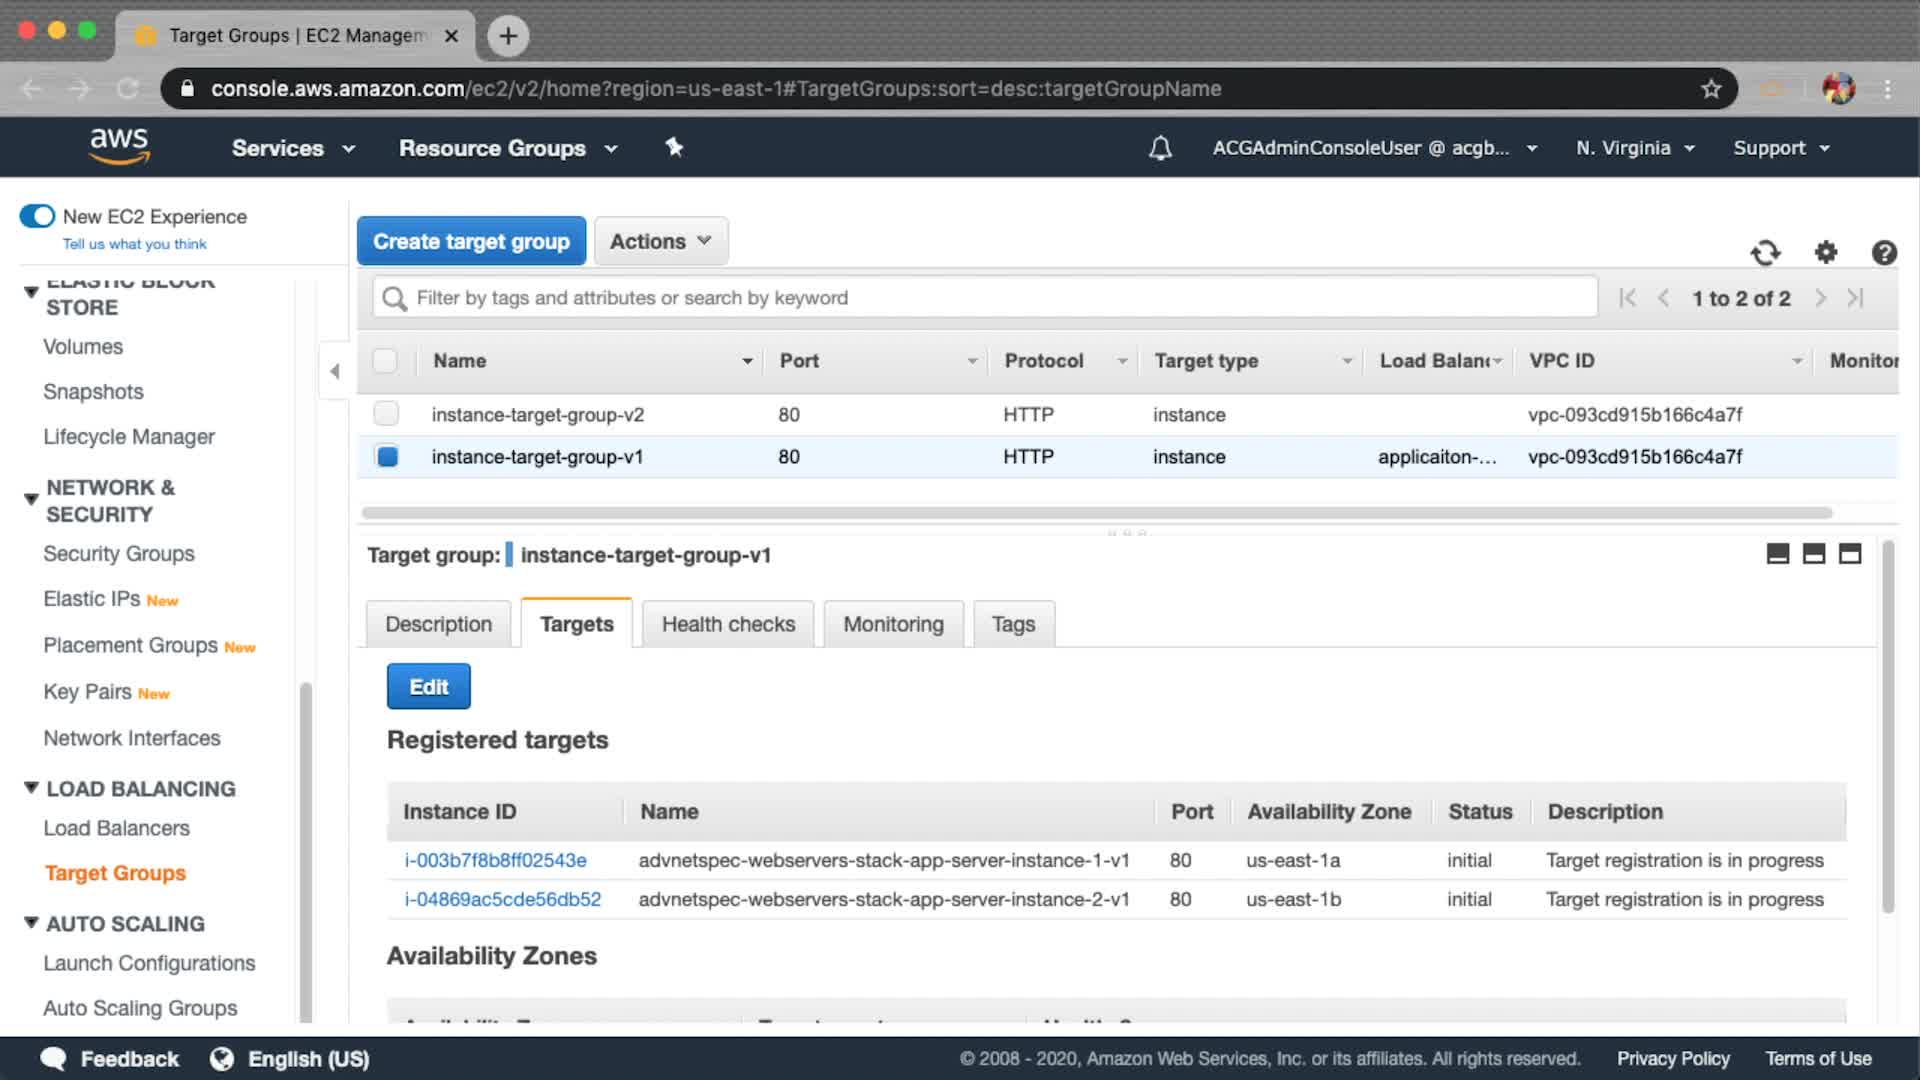 Target Groups | EC2 Managem
console.aws.amazon.com/ec2/v2/home?region=us-east-1#TargetGroups:sort=desc:targetGroupName
aws Services Resource Groups ACGAdminConsoleUser @ acgb... N. Virginia Support
New EC2 Experience
Tell us what you think
ELASTIC BLOCK
STORE
Volumes
Snapshots
Lifecycle Manager
NETWORK &
SECURITY
Security Groups
Elastic IPs New
Placement Groups New
Key Pairs New
Network Interfaces
LOAD BALANCING
Load Balancers
Target Groups
AUTO SCALING
Launch Configurations
Auto Scaling Groups
Create target group Actions
Filter by tags and attributes or search by keyword 1 to 2 of 2
Name Port Protocol Target type Load Balanc VPC ID Monitor
instance-target-group-v2 80 HTTP instance vpc-093cd915b166c4a7f
instance-target-group-v1 80 HTTP instance applicaiton-... vpc-093cd915b166c4a7f
Target group: instance-target-group-v1
Description Targets Health checks Monitoring Tags
Edit
Registered targets
Instance ID Name Port Availability Zone Status Description
i-003b7f8b8ff02543e advnetspec-webservers-stack-app-server-instance-1-v1 80 us-east-1a initial Target registration is in progress
i-04869ac5cde56db52 advnetspec-webservers-stack-app-server-instance-2-v1 80 us-east-1b initial Target registration is in progress
Availability Zones
Feedback English (US) © 2008 - 2020, Amazon Web Services, Inc. or its affiliates. All rights reserved. Privacy Policy Terms of Use